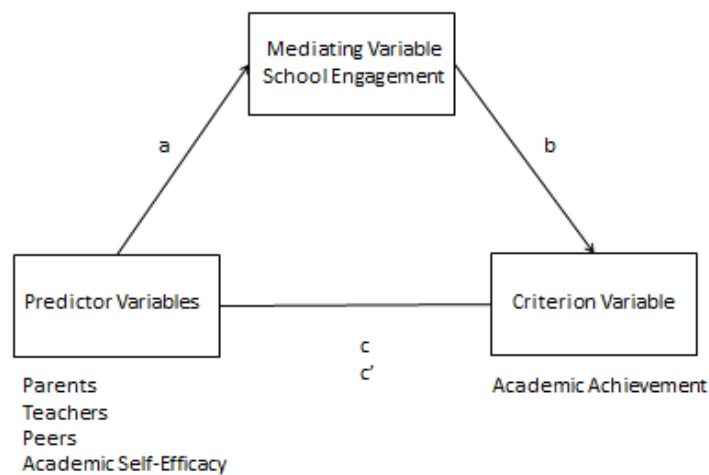 Mediating Variable
School Engagement
a
b
Predictor Variables
Criterion Variable
c
c’
Parents
Teachers
Peers
Academic Self-Efficacy
Academic Achievement